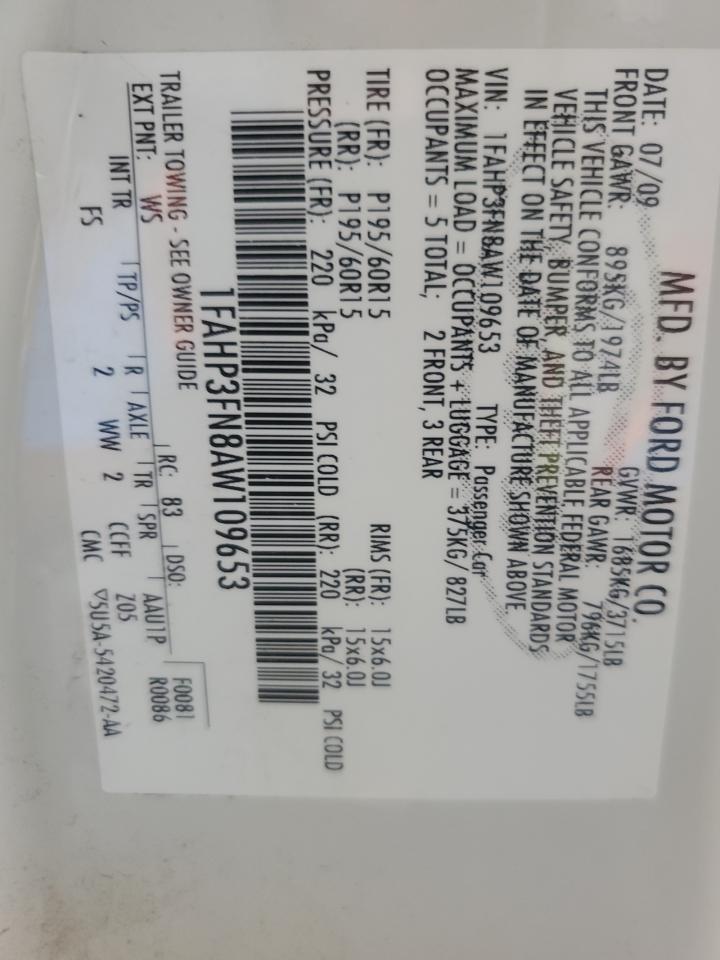 MFD. BY FORD MOTOR CO.
DATE: 07/09 GVWR: 1685KG/3715LB
FRONT GAWR: 893KG/1974LB REAR GAWR: 796KG/1755LB
THIS VEHICLE CONFORMS TO ALL APPLICABLE FEDERAL MOTOR
VEHICLE SAFETY, BUMPER, AND THEFT PREVENTION STANDARDS
IN EFFECT ON THE DATE OF MANUFACTURE SHOWN ABOVE.
VIN: 1FAHP3FN8AW109653 TYPE: Passenger Car
MAXIMUM LOAD = OCCUPANTS + LUGGAGE = 375KG/ 827LB
OCCUPANTS = 5 TOTAL; 2 FRONT, 3 REAR
TIRE (FR): P195/60R15 RIMS (FR): 15x6.0J
(RR): P195/60R15 (RR): 15x6.0J
PRESSURE (FR): 220 kPa/ 32 PSI COLD (RR): 220 kPa/ 32 PSI COLD
1FAHP3FN8AW109653
F0081
TRAILER TOWING - SEE OWNER GUIDE R0086
EXT PNT: WS RC: 83 DSO: AAU1P
INT TR TP/PS R AXLE TR SPR Z05
FS 2 WW 2 CCFF
CMC ▽5U5A-5420472-AA